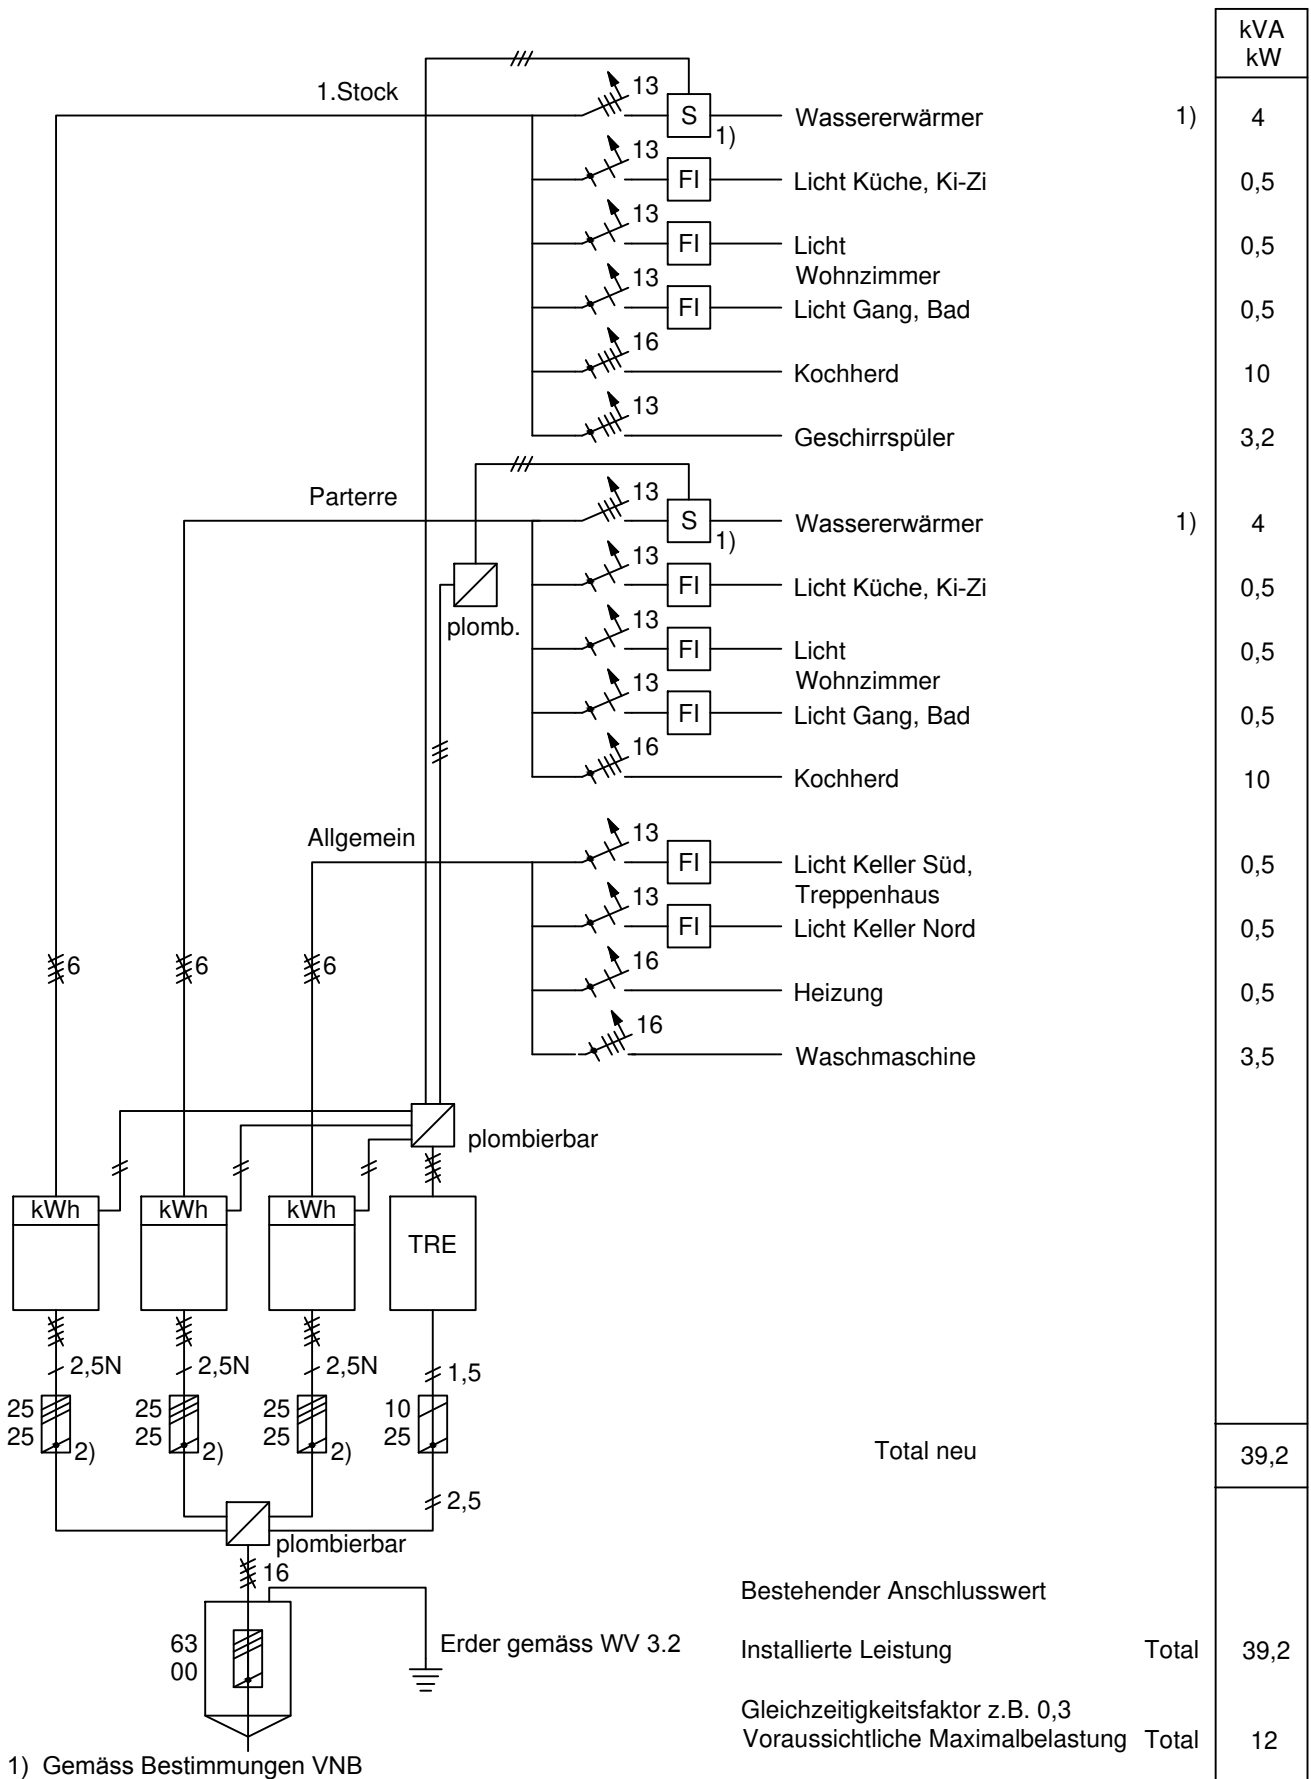 kVA
kW
1.Stock
13
S
1)
Wassererwärmer
1)
4
13
FI
Licht Küche, Ki-Zi
0,5
13
FI
Licht
Wohnzimmer
0,5
13
FI
Licht Gang, Bad
0,5
16
Kochherd
10
13
Geschirrspüler
3,2
Parterre
13
S
1)
Wassererwärmer
1)
4
13
FI
Licht Küche, Ki-Zi
0,5
plomb.
13
FI
Licht
Wohnzimmer
0,5
13
FI
Licht Gang, Bad
0,5
16
Kochherd
10
Allgemein
13
FI
Licht Keller Süd,
Treppenhaus
0,5
13
FI
Licht Keller Nord
0,5
6
6
6
16
Heizung
0,5
16
Waschmaschine
3,5
plombierbar
kWh
kWh
kWh
TRE
2,5N
2,5N
2,5N
1,5
25
25
2)
25
25
2)
25
25
2)
10
25
Total neu
39,2
2,5
plombierbar
16
Bestehender Anschlusswert
63
00
Erder gemäss WV 3.2
Installierte Leistung Total 39,2
Gleichzeitigkeitsfaktor z.B. 0,3
Voraussichtliche Maximalbelastung Total 12
1) Gemäss Bestimmungen VNB